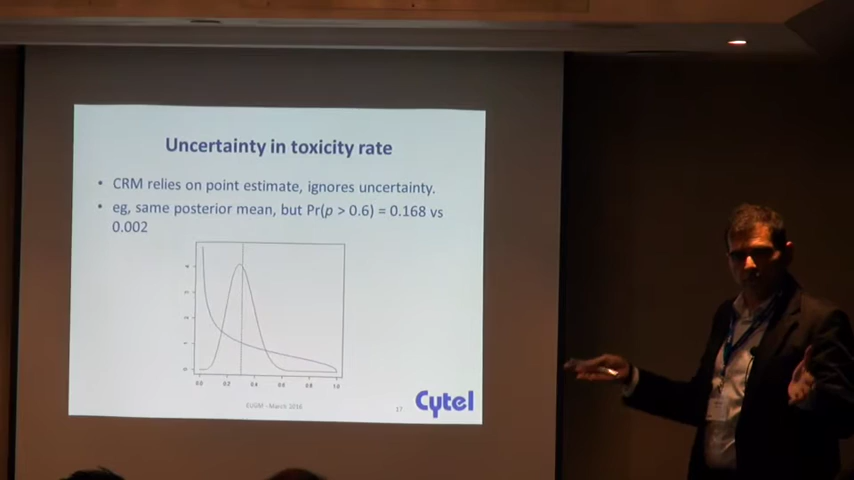 Uncertainty in toxicity rate
• CRM relies on point estimate, ignores uncertainty.
• eg, same posterior mean, but Pr(p > 0.6) = 0.168 vs
0.002
0.0 0.2 0.4 0.6 0.8 1.0
EUGM - March 2016
17
Cytel